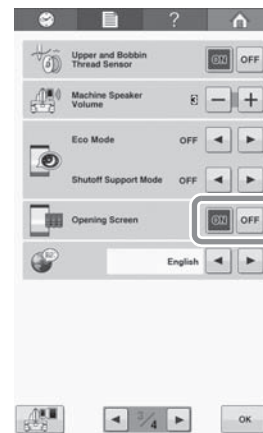 ?
Upper and Bobbin
Thread Sensor
ON OFF
Machine Speaker
Volume
3
Eco Mode OFF
Shutoff Support Mode OFF
Opening Screen
ON OFF
English
3/4
OK